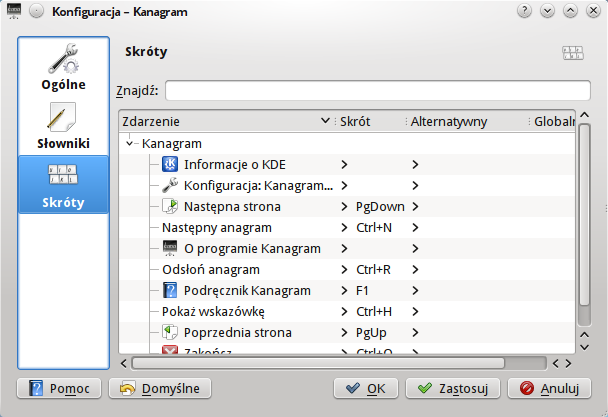 Konfiguracja – Kanagram
Ogólne
Słowniki
Skróty
Skróty
Znajdź:
Zdarzenie Skrót Alternatywny Globaln
Kanagram
Informacje o KDE
Konfiguracja: Kanagram...
Następna strona PgDown
Następny anagram Ctrl+N
O programie Kanagram
Odsłoń anagram Ctrl+R
Podręcznik Kanagram F1
Pokaż wskazówkę Ctrl+H
Poprzednia strona PgUp
Zakończ Ctrl+Q
Pomoc Domyślne OK Zastosuj Anuluj